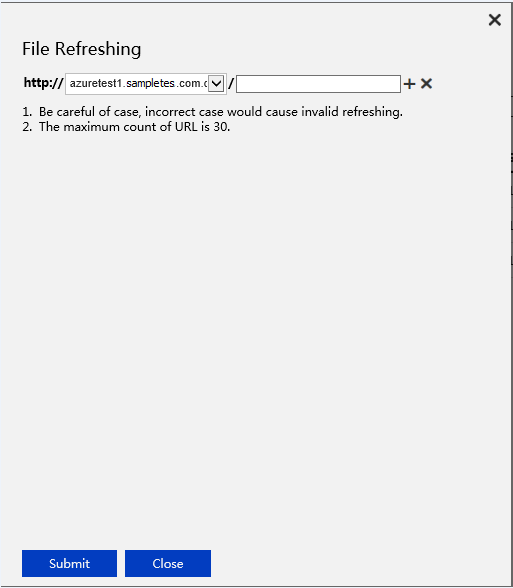 File Refreshing
http:// azuretest1.sampletes.com.c /
1. Be careful of case, incorrect case would cause invalid refreshing.
2. The maximum count of URL is 30.
Submit Close